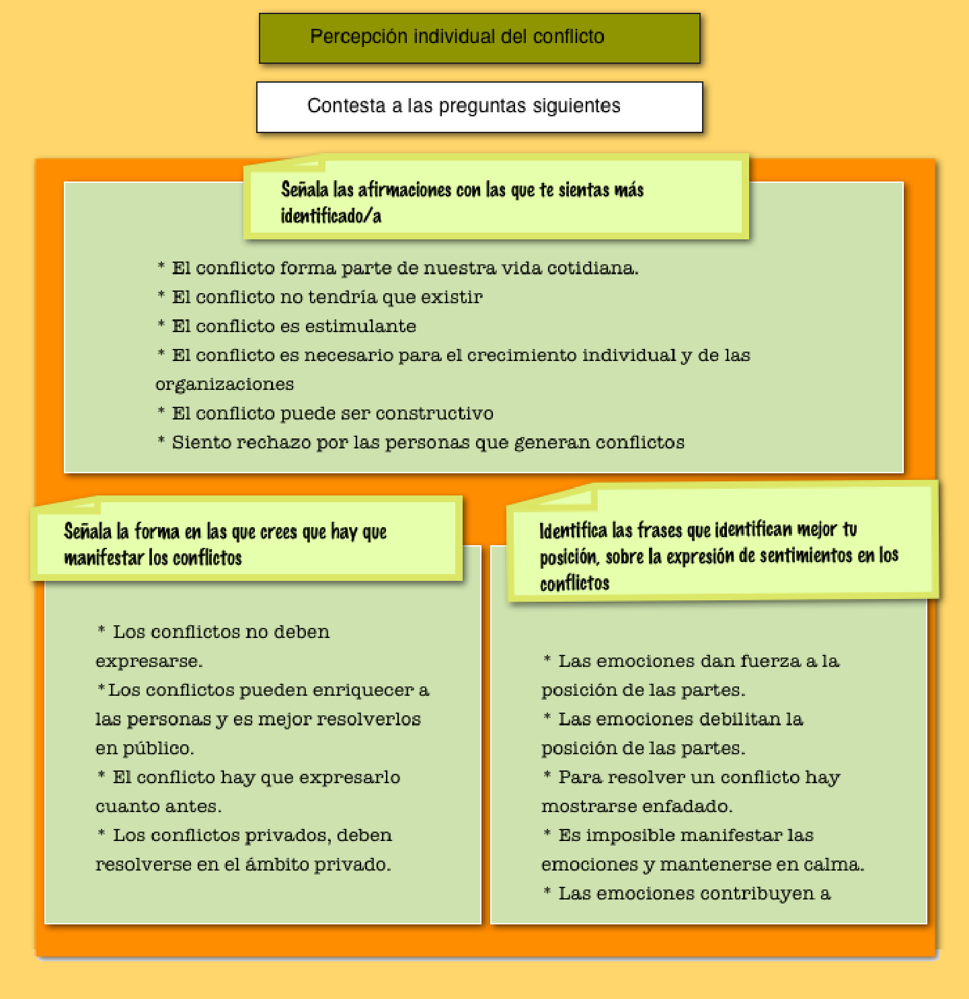 Percepción individual del conflicto
Contesta a las preguntas siguientes
Señala las afirmaciones con las que te sientas más
identificado/a
* El conflicto forma parte de nuestra vida cotidiana.
* El conflicto no tendría que existir
* El conflicto es estimulante
* El conflicto es necesario para el crecimiento individual y de las
organizaciones
* El conflicto puede ser constructivo
* Siento rechazo por las personas que generan conflictos
Señala la forma en las que crees que hay que
manifestar los conflictos
* Los conflictos no deben
expresarse.
*Los conflictos pueden enriquecer a
las personas y es mejor resolverlos
en público.
* El conflicto hay que expresarlo
cuanto antes.
* Los conflictos privados, deben
resolverse en el ámbito privado.
Identifica las frases que identifican mejor tu
posición, sobre la expresión de sentimientos en los
conflictos
* Las emociones dan fuerza a la
posición de las partes.
* Las emociones debilitan la
posición de las partes.
* Para resolver un conflicto hay
mostrarse enfadado.
* Es imposible manifestar las
emociones y mantenerse en calma.
* Las emociones contribuyen a